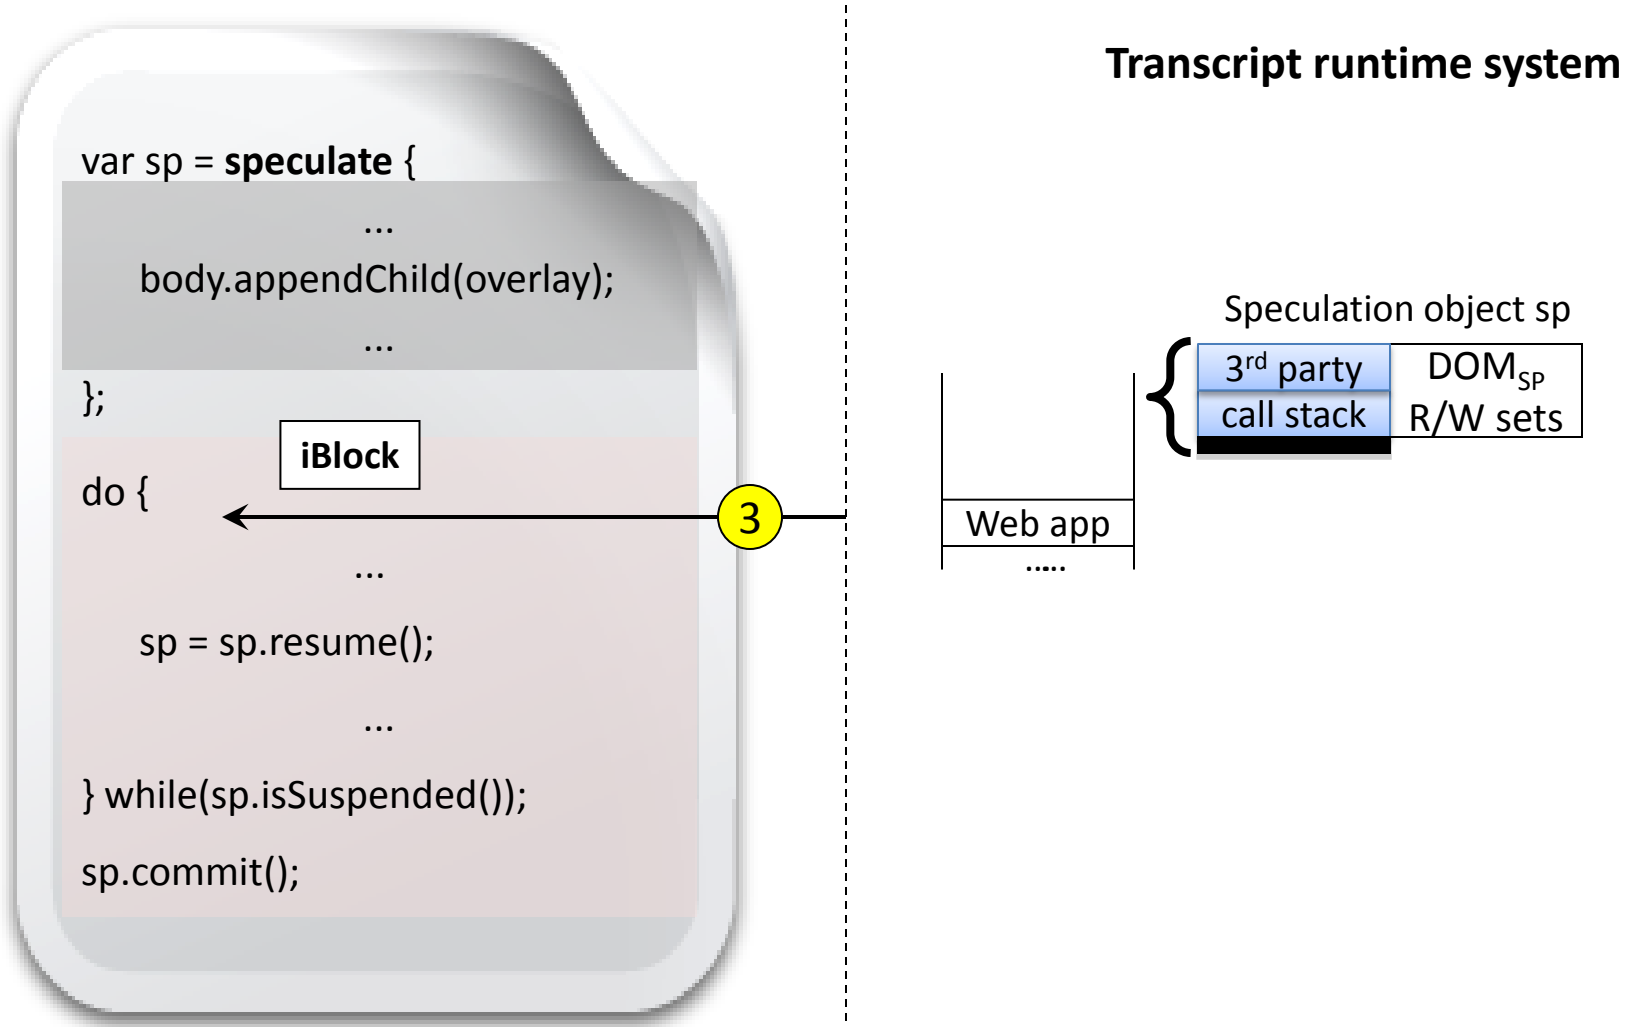 Transcript runtime system
var sp = speculate {
...
body.appendChild(overlay);
...
};
iBlock
do {
3
...
sp = sp.resume();
...
} while(sp.isSuspended());
sp.commit();
Speculation object sp
3rd party DOMSP
call stack R/W sets
Web app
.....